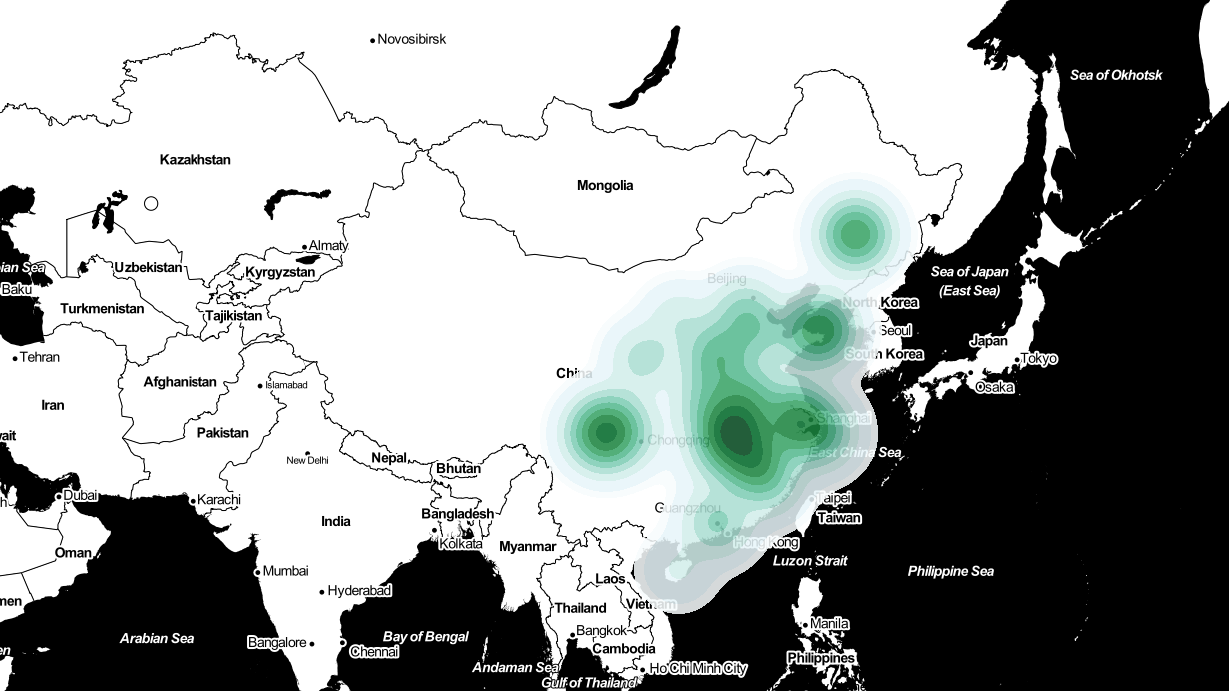 Novosibirsk
Sea of Okhotsk
Kazakhstan
Mongolia
Almaty
Uzbekistan
Kyrgyzstan
ian Sea
Baku
Turkmenistan
Tajikistan
Beijing
Sea of Japan
(East Sea)
North Korea
Seoul
South Korea
Japan
Tokyo
Osaka
Tehran
Afghanistan
Islamabad
China
Iran
Pakistan
Shanghai
wait
Chongqing
New Delhi
Nepal
Bhutan
East China Sea
Dubai
Karachi
Taipei
Guangzhou
Bangladesh
India
Taiwan
Kolkata
Myanmar
Hong Kong
Oman
Luzon Strait
Mumbai
Philippine Sea
Laos
Hyderabad
men
Thailand
Vietnam
Manila
Arabian Sea
Bay of Bengal
Bangkok
Bangalore
Chennai
Cambodia
en
Philippines
Andaman Sea
Ho Chi Minh City
Gulf of Thailand